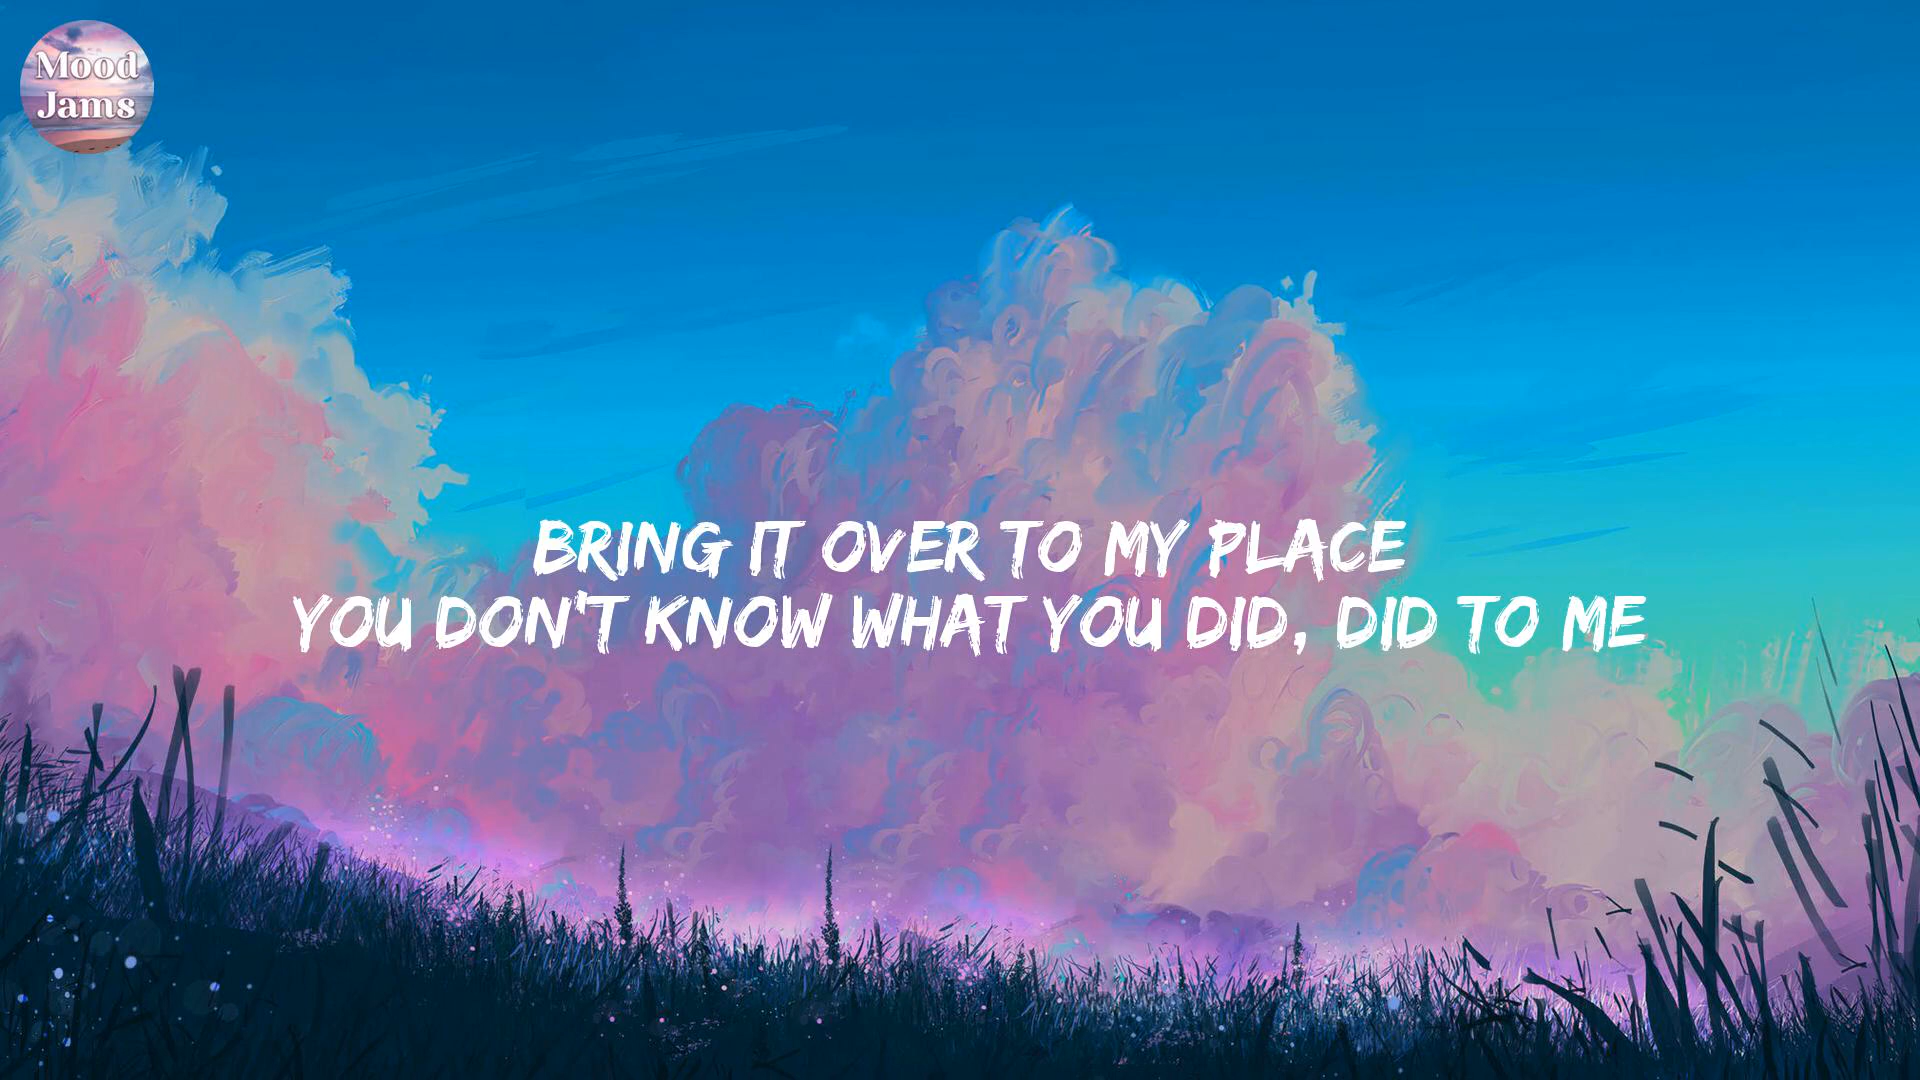 Mood
Jams
BRING IT OVER TO MY PLACE
YOU DON'T KNOW WHAT YOU DID, DID TO ME